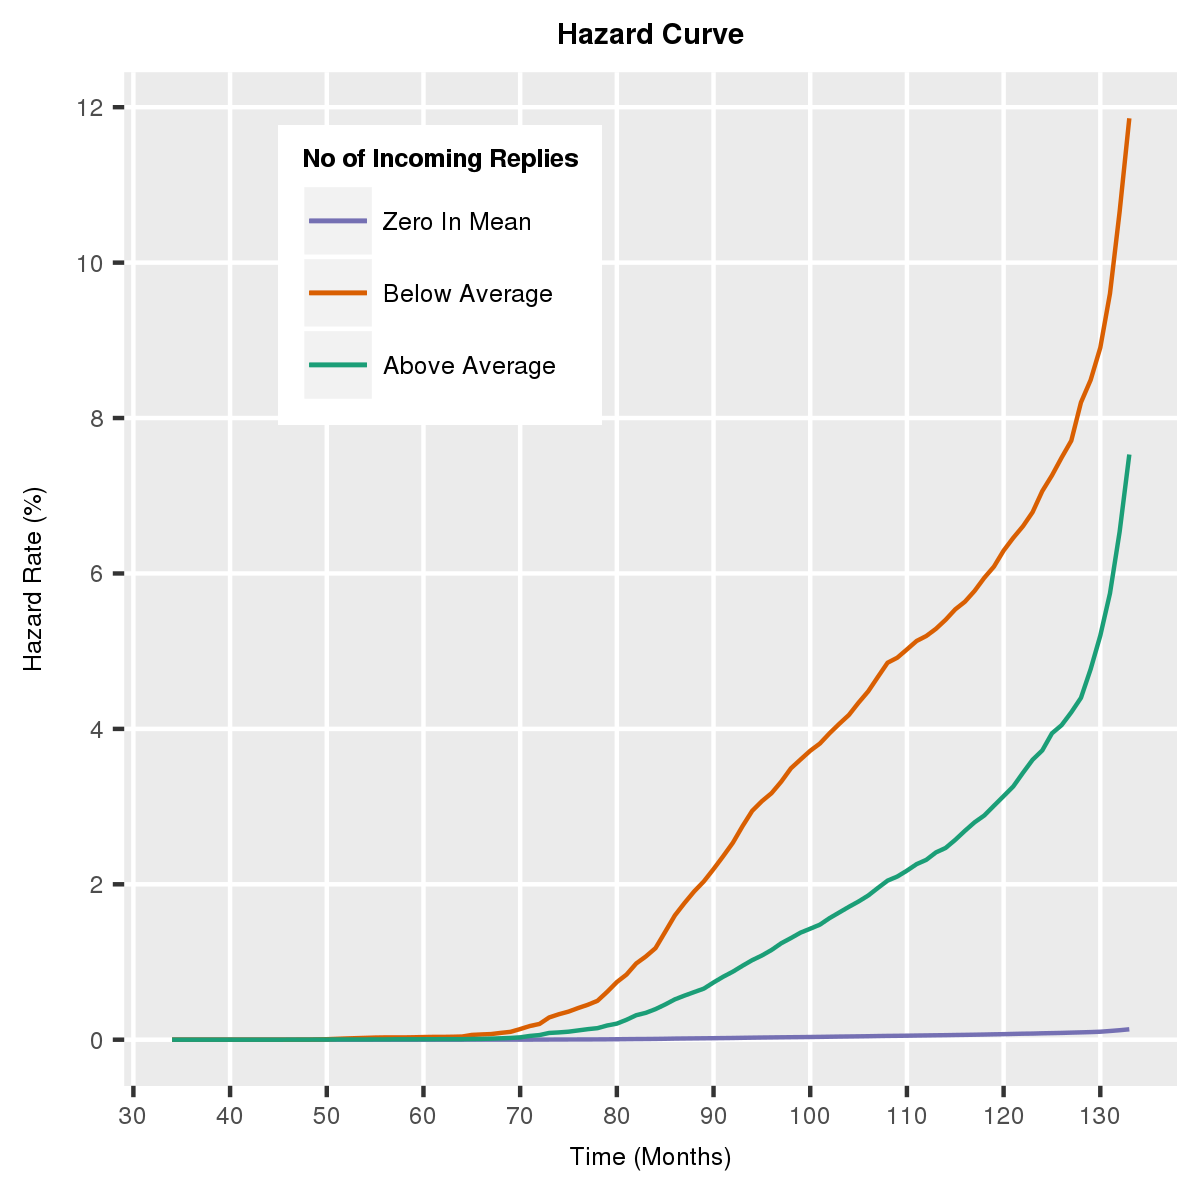 Hazard Curve
No of Incoming Replies
Zero In Mean
Below Average
Above Average
Hazard Rate (%)
12
10
8
6
4
2
0
30 40 50 60 70 80 90 100 110 120 130
Time (Months)